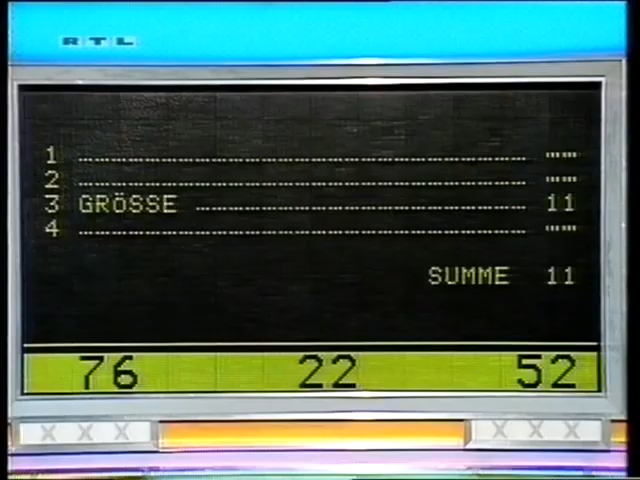 RTL
1
2
3 GRÖSSE 11
4
SUMME 11
76 22 52
X X X X X X